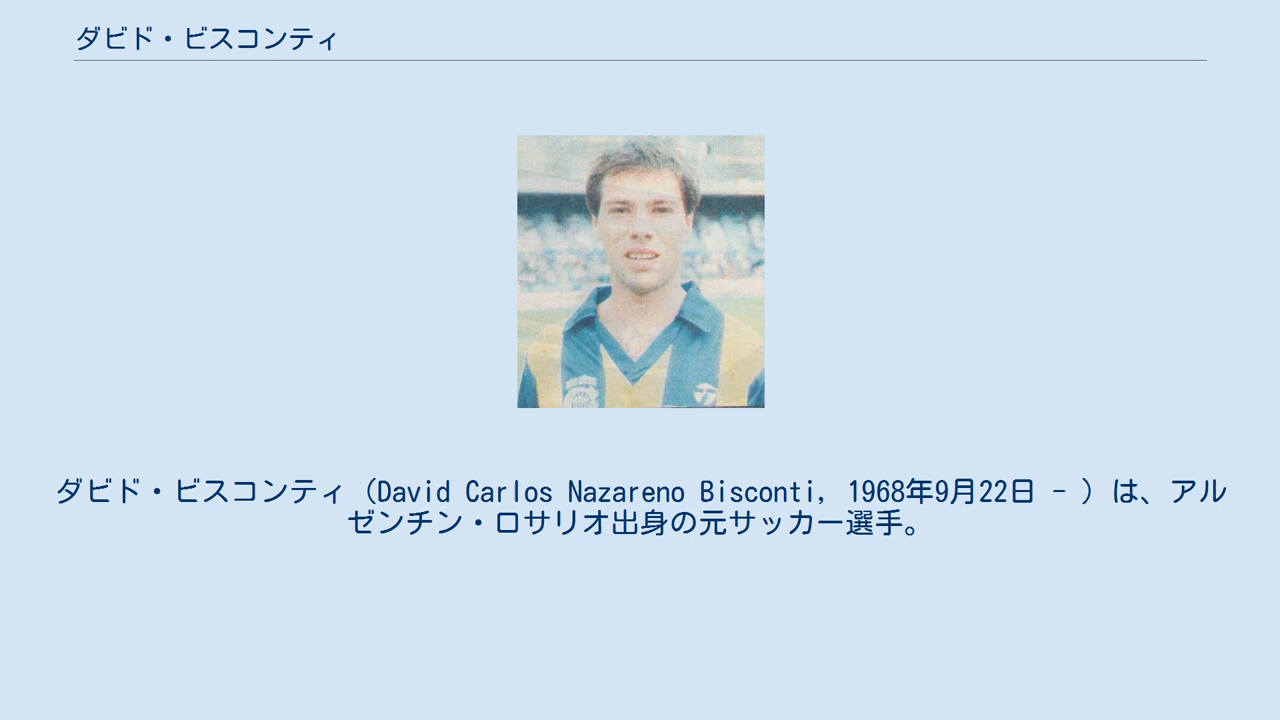 ダビド・ビスコンティ
ダビド・ビスコンティ（David Carlos Nazareno Bisconti, 1968年9月22日 - ）は、アル
ゼンチン・ロサリオ出身の元サッカー選手。